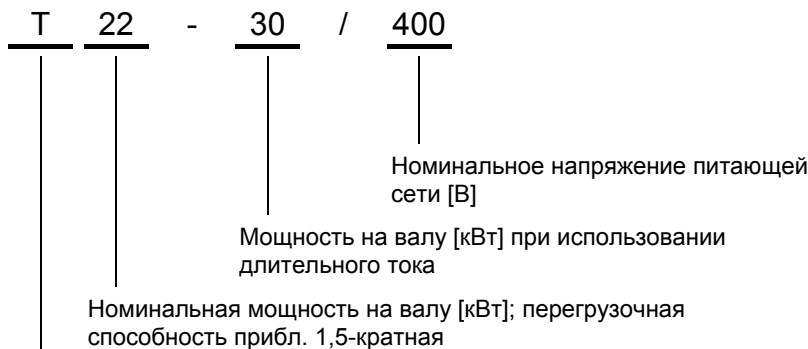 T 22 - 30 / 400
Номинальное напряжение питающей
сети [В]
Мощность на валу [кВт] при использовании
длительного тока
Номинальная мощность на валу [кВт]; перегрузочная
способность прибл. 1,5-кратная